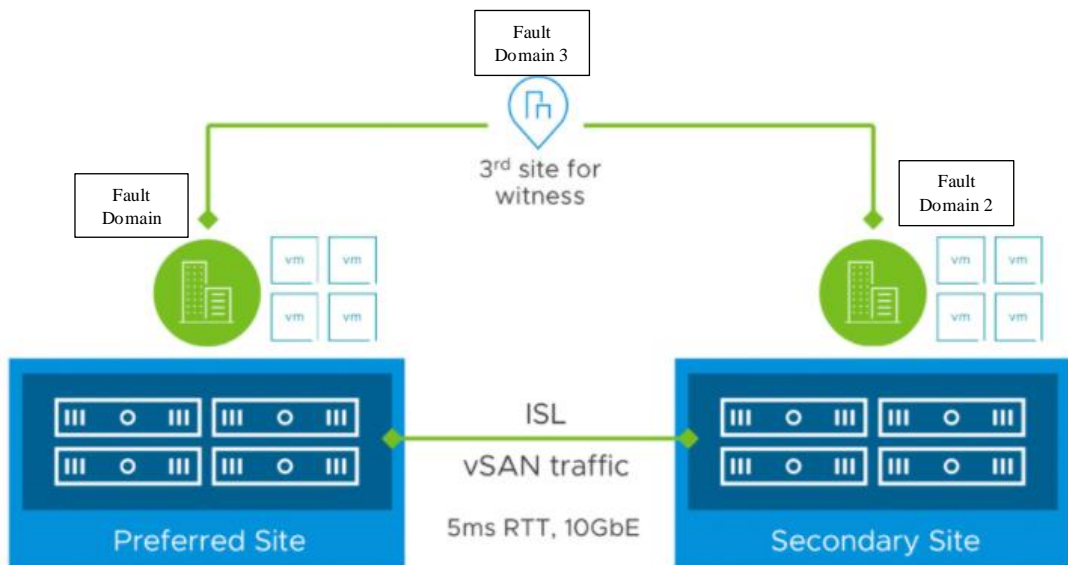 Fault
Domain 3
3rd site for
witness
Fault
Domain
Fault
Domain 2
vm vm
vm vm
vm vm
vm vm
ISL
vSAN traffic
5ms RTT, 10GbE
Preferred Site
Secondary Site